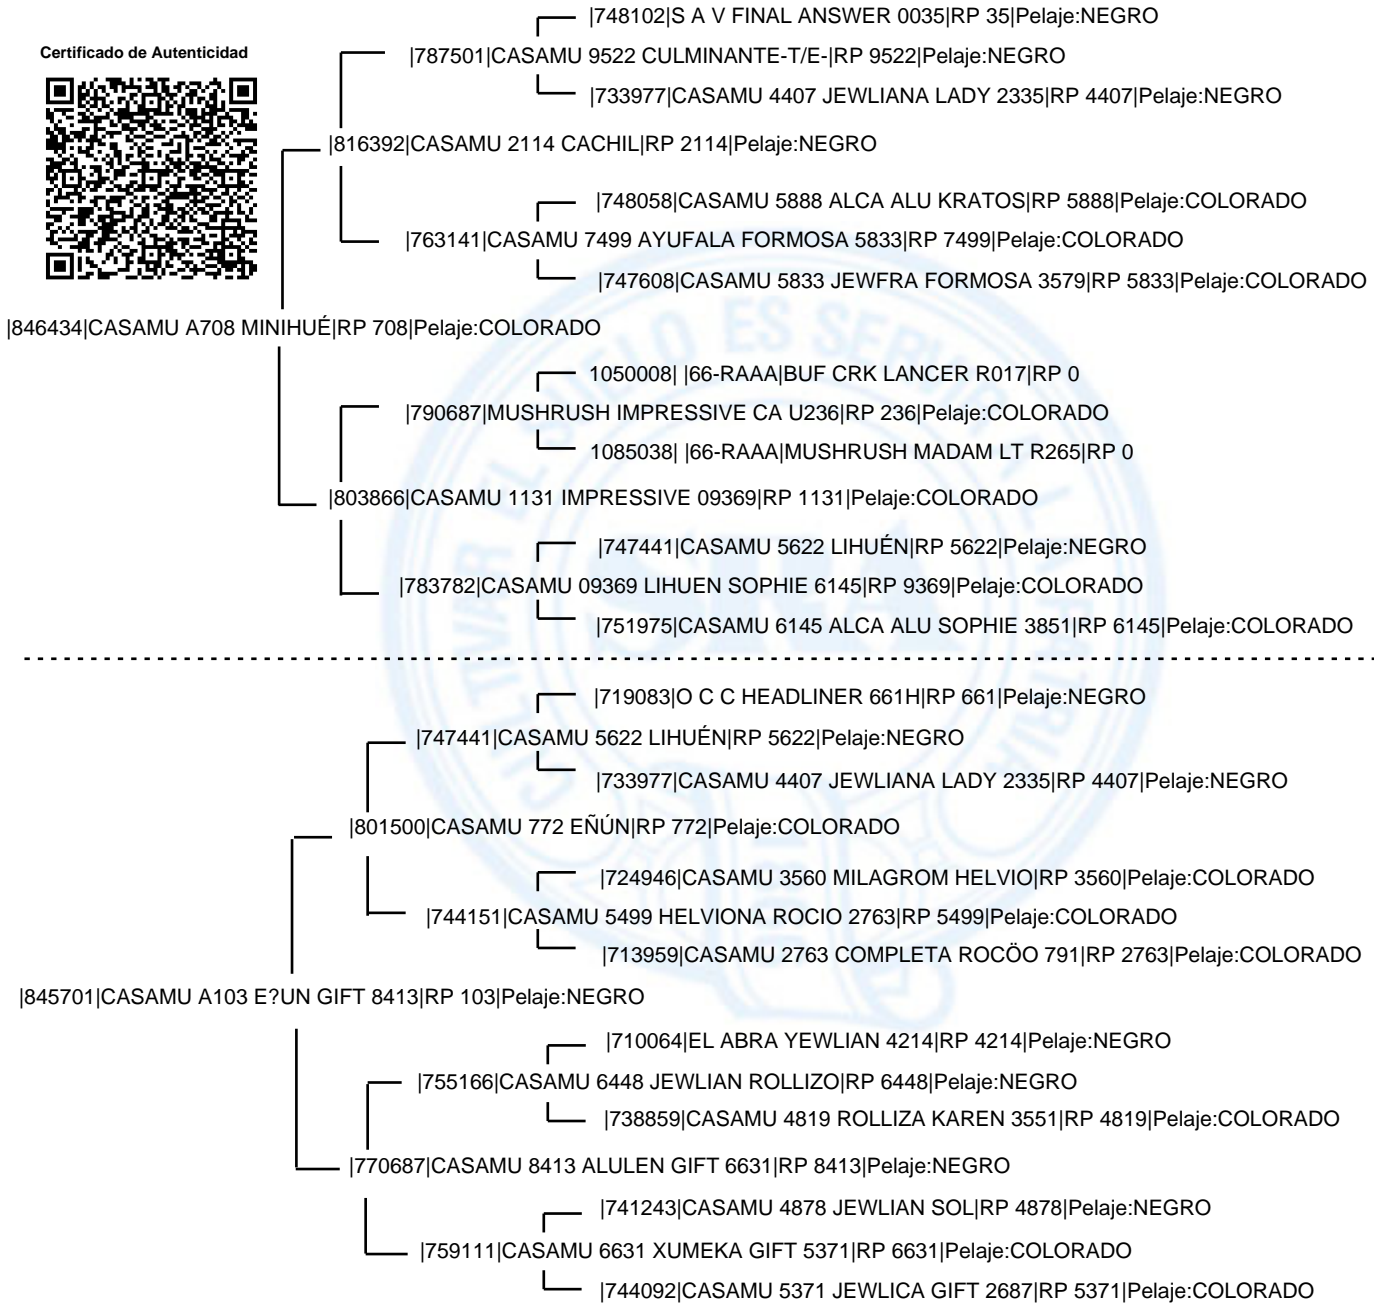 |748102|S A V FINAL ANSWER 0035|RP 35|Pelaje:NEGRO
Certificado de Autenticidad
|787501|CASAMU 9522 CULMINANTE-T/E-|RP 9522|Pelaje:NEGRO
|733977|CASAMU 4407 JEWLIANA LADY 2335|RP 4407|Pelaje:NEGRO
|816392|CASAMU 2114 CACHIL|RP 2114|Pelaje:NEGRO
|748058|CASAMU 5888 ALCA ALU KRATOS|RP 5888|Pelaje:COLORADO
|763141|CASAMU 7499 AYUFALA FORMOSA 5833|RP 7499|Pelaje:COLORADO
|747608|CASAMU 5833 JEWFRA FORMOSA 3579|RP 5833|Pelaje:COLORADO
|846434|CASAMU A708 MINIHUÉ|RP 708|Pelaje:COLORADO
1050008| |66-RAAA|BUF CRK LANCER R017|RP 0
|790687|MUSHRUSH IMPRESSIVE CA U236|RP 236|Pelaje:COLORADO
1085038| |66-RAAA|MUSHRUSH MADAM LT R265|RP 0
|803866|CASAMU 1131 IMPRESSIVE 09369|RP 1131|Pelaje:COLORADO
|747441|CASAMU 5622 LIHUÉN|RP 5622|Pelaje:NEGRO
|783782|CASAMU 09369 LIHUEN SOPHIE 6145|RP 9369|Pelaje:COLORADO
|751975|CASAMU 6145 ALCA ALU SOPHIE 3851|RP 6145|Pelaje:COLORADO
|719083|O C C HEADLINER 661H|RP 661|Pelaje:NEGRO
|747441|CASAMU 5622 LIHUÉN|RP 5622|Pelaje:NEGRO
|733977|CASAMU 4407 JEWLIANA LADY 2335|RP 4407|Pelaje:NEGRO
|801500|CASAMU 772 EÑÚN|RP 772|Pelaje:COLORADO
|724946|CASAMU 3560 MILAGROM HELVIO|RP 3560|Pelaje:COLORADO
|744151|CASAMU 5499 HELVIONA ROCIO 2763|RP 5499|Pelaje:COLORADO
|713959|CASAMU 2763 COMPLETA ROCÖO 791|RP 2763|Pelaje:COLORADO
|845701|CASAMU A103 E?UN GIFT 8413|RP 103|Pelaje:NEGRO
|710064|EL ABRA YEWLIAN 4214|RP 4214|Pelaje:NEGRO
|755166|CASAMU 6448 JEWLIAN ROLLIZO|RP 6448|Pelaje:NEGRO
|738859|CASAMU 4819 ROLLIZA KAREN 3551|RP 4819|Pelaje:COLORADO
|770687|CASAMU 8413 ALULEN GIFT 6631|RP 8413|Pelaje:NEGRO
|741243|CASAMU 4878 JEWLIAN SOL|RP 4878|Pelaje:NEGRO
|759111|CASAMU 6631 XUMEKA GIFT 5371|RP 6631|Pelaje:COLORADO
|744092|CASAMU 5371 JEWLICA GIFT 2687|RP 5371|Pelaje:COLORADO
CULTIVAR EL SUELO ES SERVIR A LA PATRIA
SRA
1866